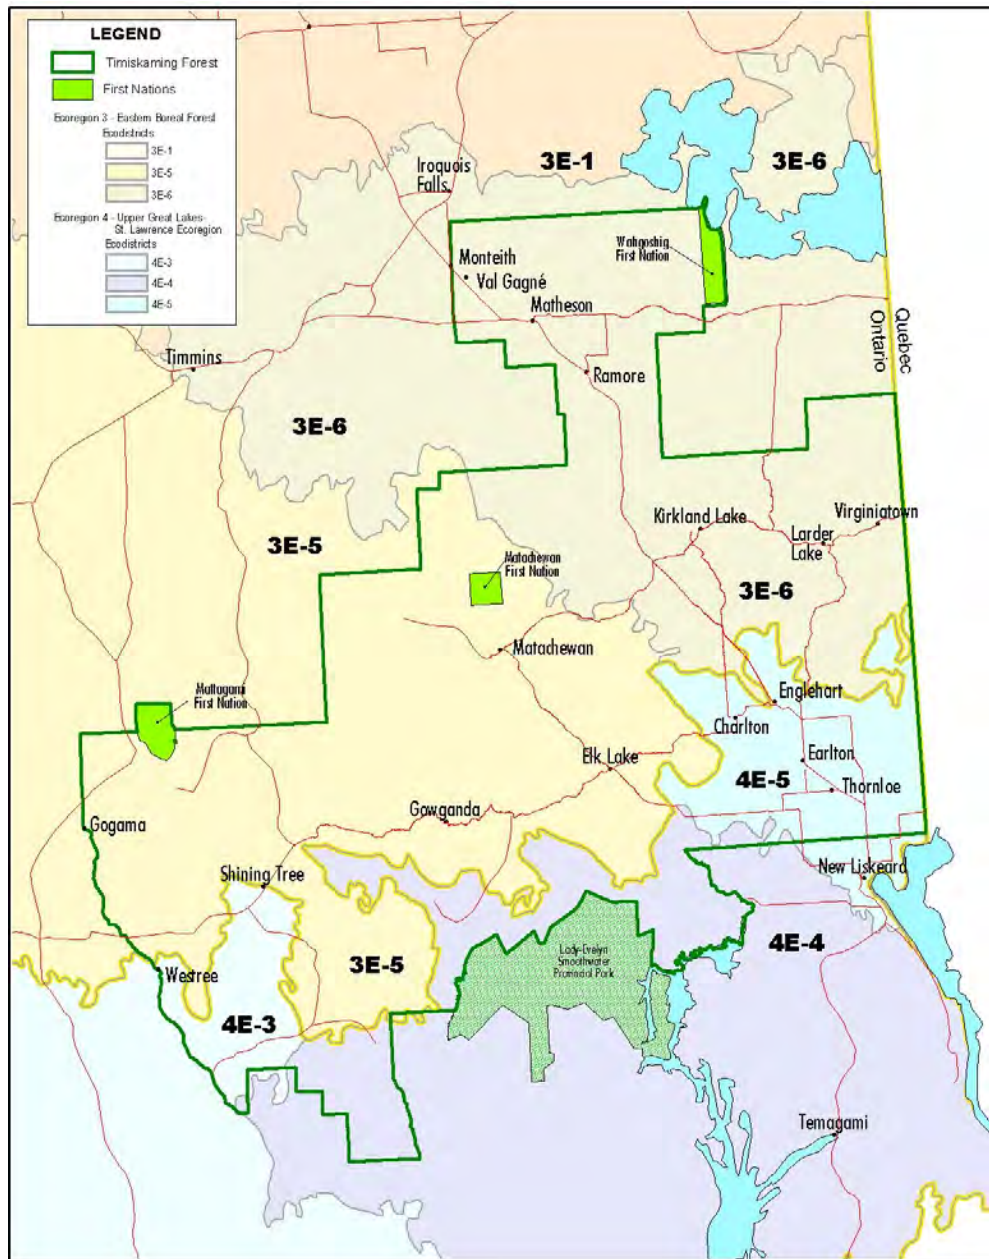 LEGEND
Timiskaming Forest
First Nations
Ecoregion 3 - Eastern Boreal Forest
Ecodistricts
3E-1
3E-5
3E-6
Ecoregion 4 - Upper Great Lakes-
St. Lawrence Ecoregion
Ecodistricts
4E-3
4E-4
4E-5
3E-1
3E-6
Iroquois
Falls
Wahgoshig
First Nation
Monteith
Val Gagné
Matheson
Quebec
Ontario
Timmins
Ramore
3E-6
Kirkland Lake
Virginiatown
Larder
Lake
3E-5
Matachewan
First Nation
3E-6
Matachewan
Mattagami
First Nation
Englehart
Charlton
Elk Lake
Earlton
4E-5
Thornloe
Gowganda
Gogama
Shining Tree
New Liskeard
Lady-Evelyn
Smoothwater
Provincial Park
4E-4
3E-5
Westree
4E-3
Temagami